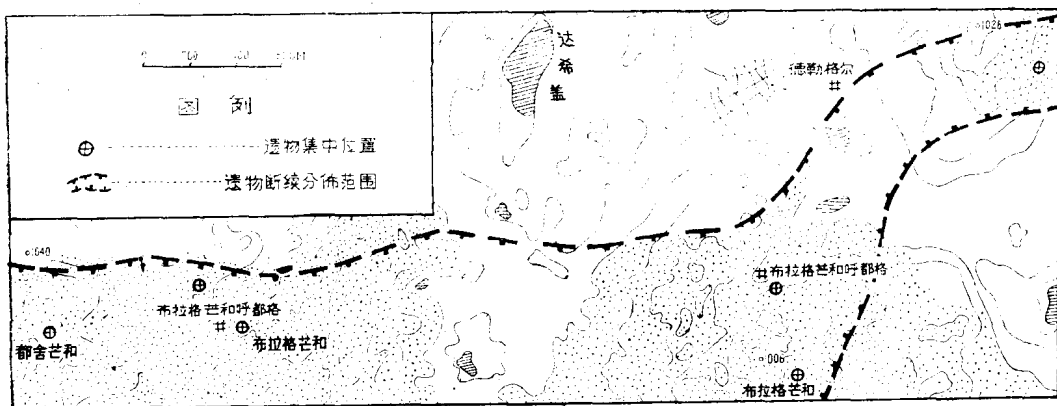 图 例
遗物集中位置
遗物断续分佈范围
达希盖
德勒格尔
布拉格芒和呼都格
布拉格芒和
都舍芒和
布拉格芒和呼都格
布拉格芒和